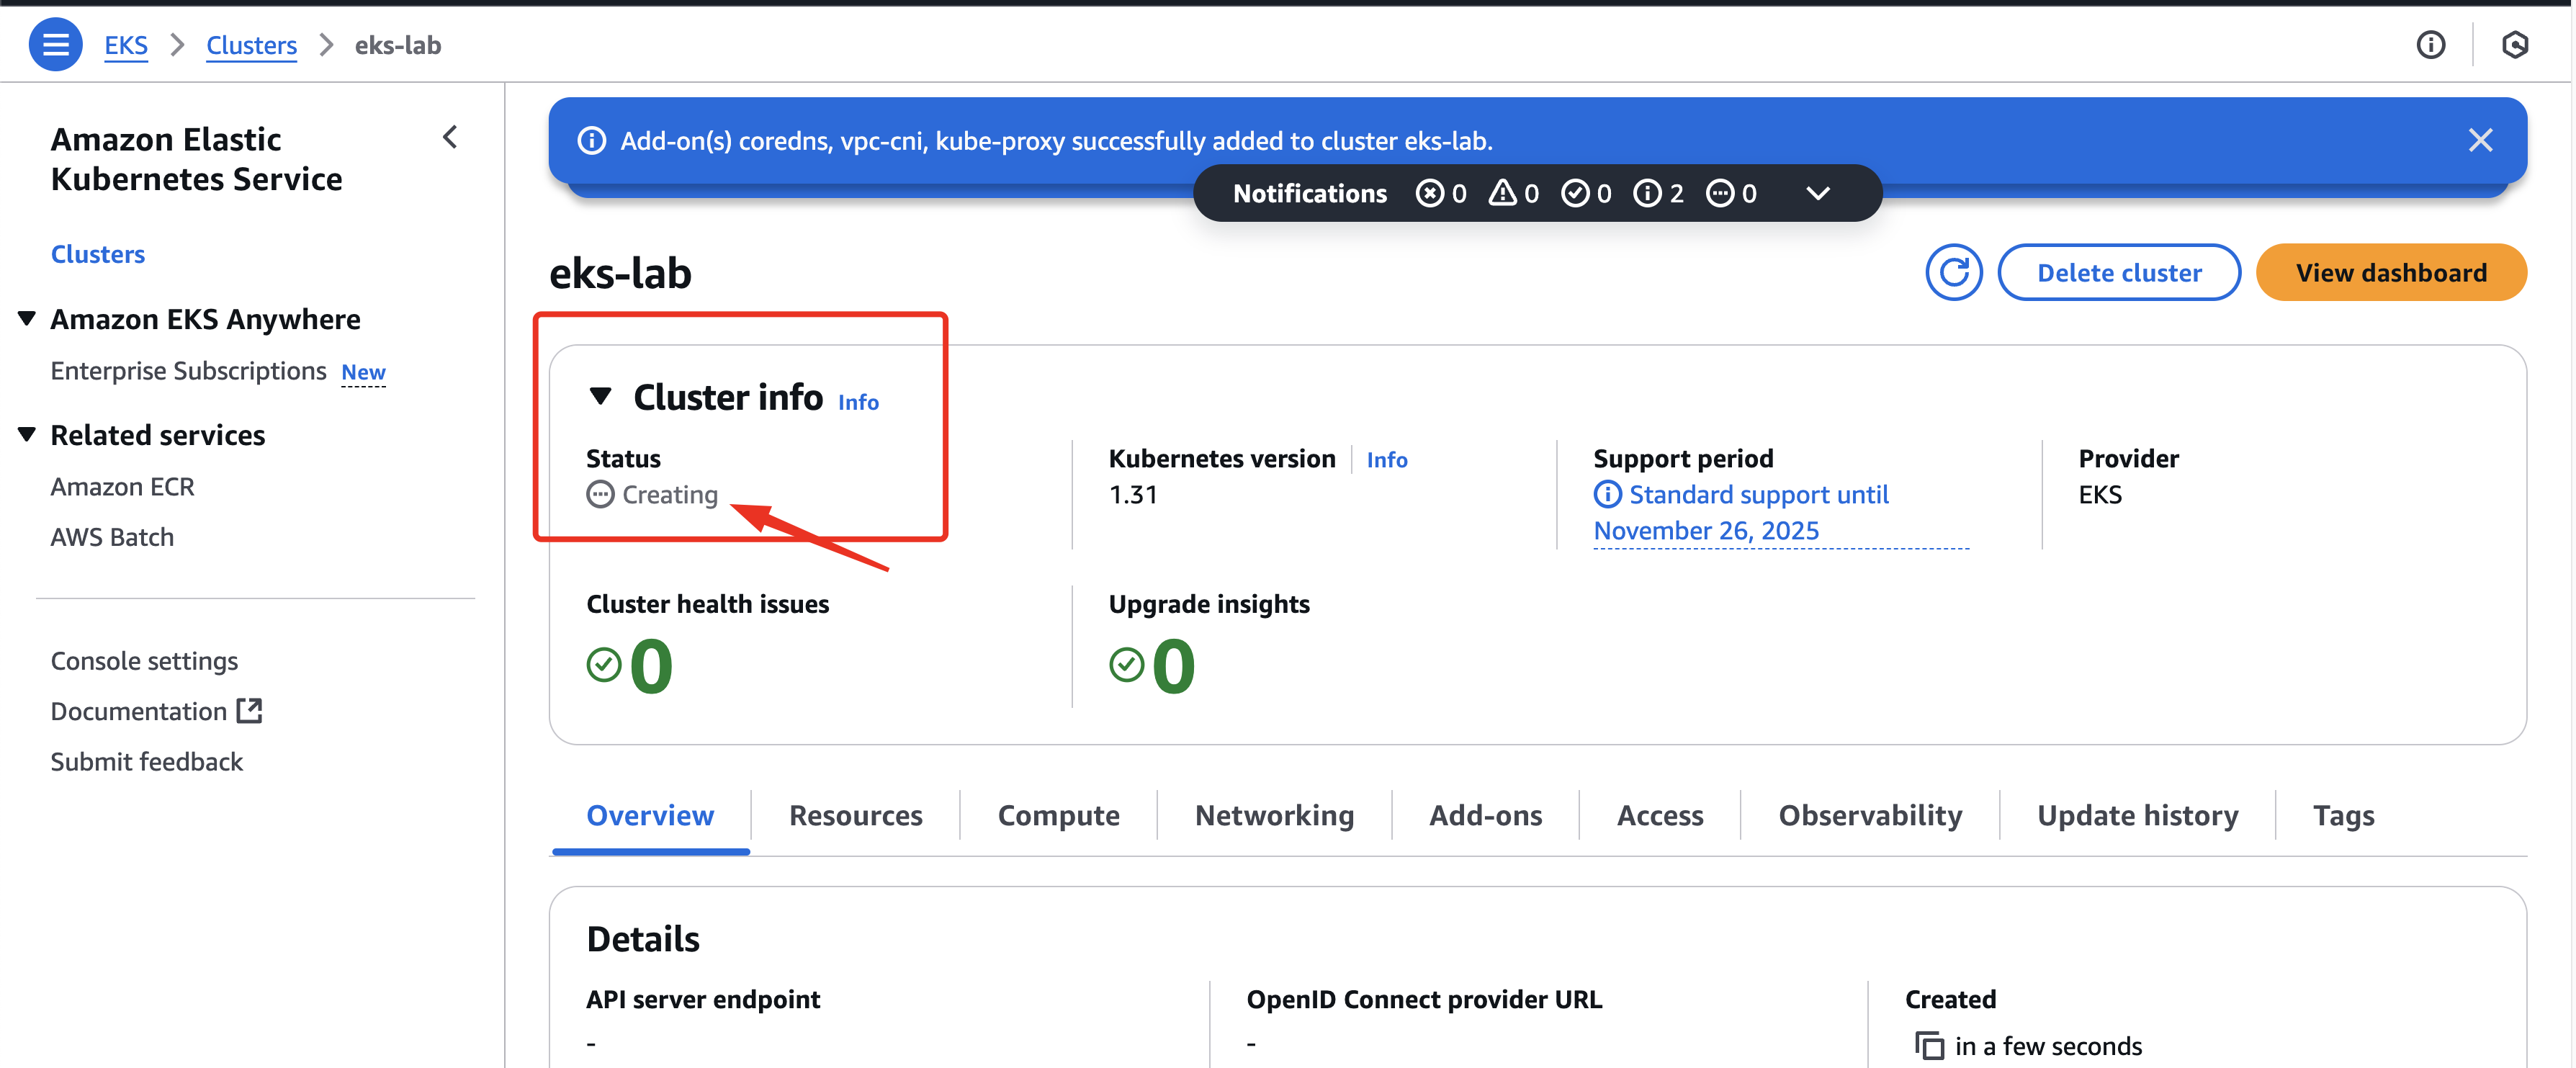 EKS > Clusters > eks-lab
Amazon Elastic
Kubernetes Service
Clusters
Amazon EKS Anywhere
Enterprise Subscriptions New
Related services
Amazon ECR
AWS Batch
Console settings
Documentation
Submit feedback
Add-on(s) coredns, vpc-cni, kube-proxy successfully added to cluster eks-lab.
Notifications 0 0 0 2 0
eks-lab
Delete cluster
View dashboard
Cluster info Info
Status
Creating
Kubernetes version Info
1.31
Support period
Standard support until
November 26, 2025
Provider
EKS
Cluster health issues
0
Upgrade insights
0
Overview Resources Compute Networking Add-ons Access Observability Update history Tags
Details
API server endpoint
-
OpenID Connect provider URL
-
Created
in a few seconds